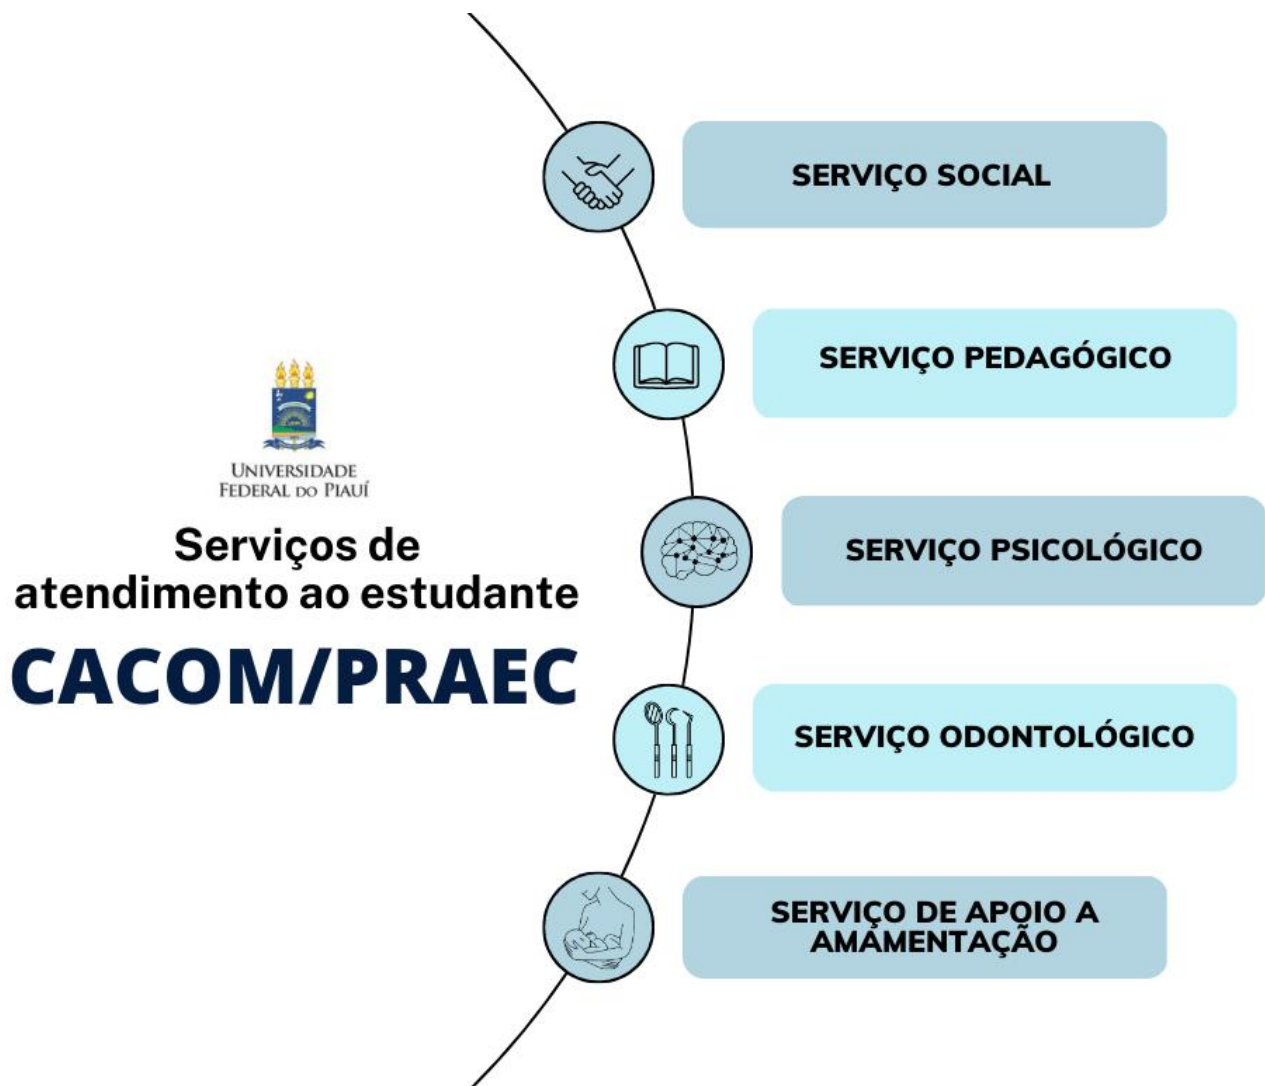 UNIVERSIDADE
FEDERAL DO PIAUÍ
Serviços de
atendimento ao estudante
CACOM/PRAEC
SERVIÇO SOCIAL
SERVIÇO PEDAGÓGICO
SERVIÇO PSICOLÓGICO
SERVIÇO ODONTOLÓGICO
SERVIÇO DE APOIO A
AMAMENTAÇÃO